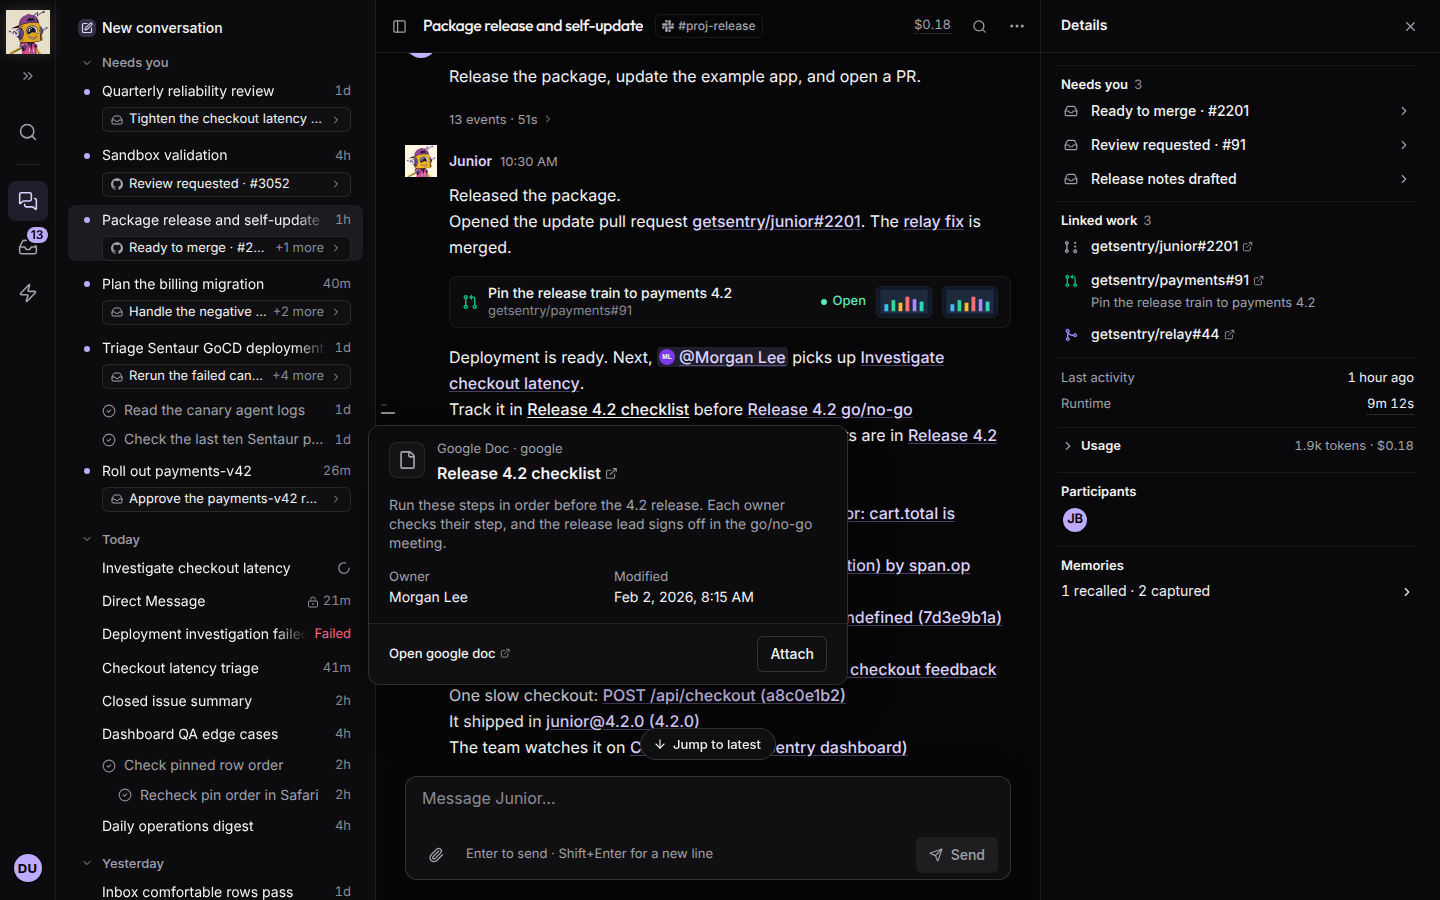 New conversation
Needs you
Quarterly reliability review 1d
Tighten the checkout latency ...
Sandbox validation 4h
Review requested · #3052
Package release and self-update 1h
Ready to merge · #2... +1 more
Plan the billing migration 40m
Handle the negative ... +2 more
Triage Sentaur GoCD deployment 1d
Rerun the failed can... +4 more
Read the canary agent logs 1d
Check the last ten Sentaur p... 1d
Roll out payments-v42 26m
Approve the payments-v42 r...
Today
Investigate checkout latency
Direct Message 21m
Deployment investigation failed Failed
Checkout latency triage 41m
Closed issue summary 2h
Dashboard QA edge cases 4h
Check pinned row order 2h
Recheck pin order in Safari 2h
Daily operations digest 4h
Yesterday
Inbox comfortable rows pass 1d
13
DU
Package release and self-update #proj-release $0.18
Release the package, update the example app, and open a PR.
13 events · 51s
Junior 10:30 AM
Released the package.
Opened the update pull request getsentry/junior#2201. The relay fix is
merged.
Pin the release train to payments 4.2
getsentry/payments#91
Open
Deployment is ready. Next, ML @Morgan Lee picks up Investigate
checkout latency.
Track it in Release 4.2 checklist before Release 4.2 go/no-go
s are in Release 4.2
or: cart.total is
tion) by span.op
ndefined (7d3e9b1a)
checkout feedback
One slow checkout: POST /api/checkout (a8c0e1b2)
It shipped in junior@4.2.0 (4.2.0)
The team watches it on C entry dashboard)
Jump to latest
Google Doc · google
Release 4.2 checklist
Run these steps in order before the 4.2 release. Each owner
checks their step, and the release lead signs off in the go/no-go
meeting.
Owner Modified
Morgan Lee Feb 2, 2026, 8:15 AM
Open google doc Attach
Message Junior...
Enter to send · Shift+Enter for a new line Send
Details
Needs you 3
Ready to merge · #2201
Review requested · #91
Release notes drafted
Linked work 3
getsentry/junior#2201
getsentry/payments#91
Pin the release train to payments 4.2
getsentry/relay#44
Last activity 1 hour ago
Runtime 9m 12s
Usage 1.9k tokens · $0.18
Participants
JB
Memories
1 recalled · 2 captured